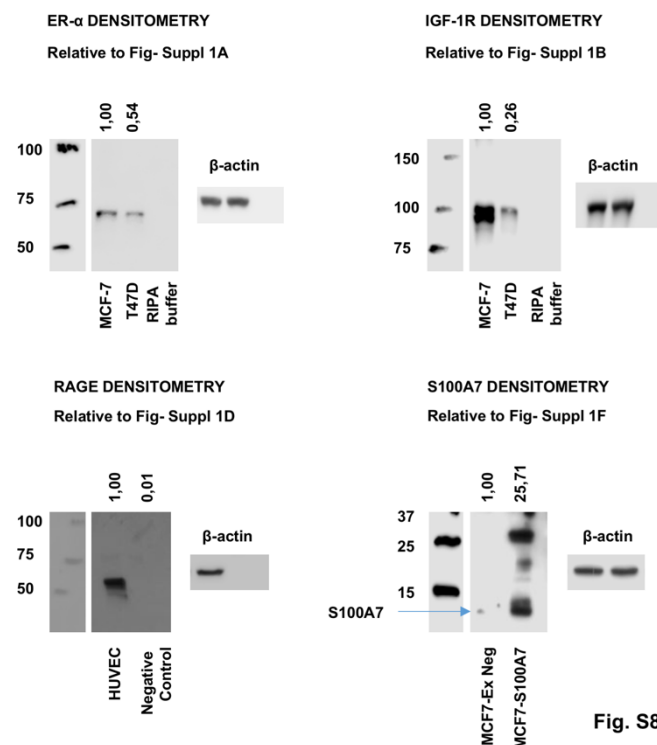 ER-α DENSITOMETRY
Relative to Fig- Suppl 1A
1,00
0,54
100
75
50
β-actin
MCF-7
T47D
RIPA
buffer
IGF-1R DENSITOMETRY
Relative to Fig- Suppl 1B
1,00
0,26
150
100
75
β-actin
MCF-7
T47D
RIPA
buffer
RAGE DENSITOMETRY
Relative to Fig- Suppl 1D
1,00
0,01
100
75
50
β-actin
HUVEC
Negative
Control
S100A7 DENSITOMETRY
Relative to Fig- Suppl 1F
1,00
25,71
37
25
15
S100A7
β-actin
MCF7-Ex Neg
MCF7-S100A7
Fig. S8